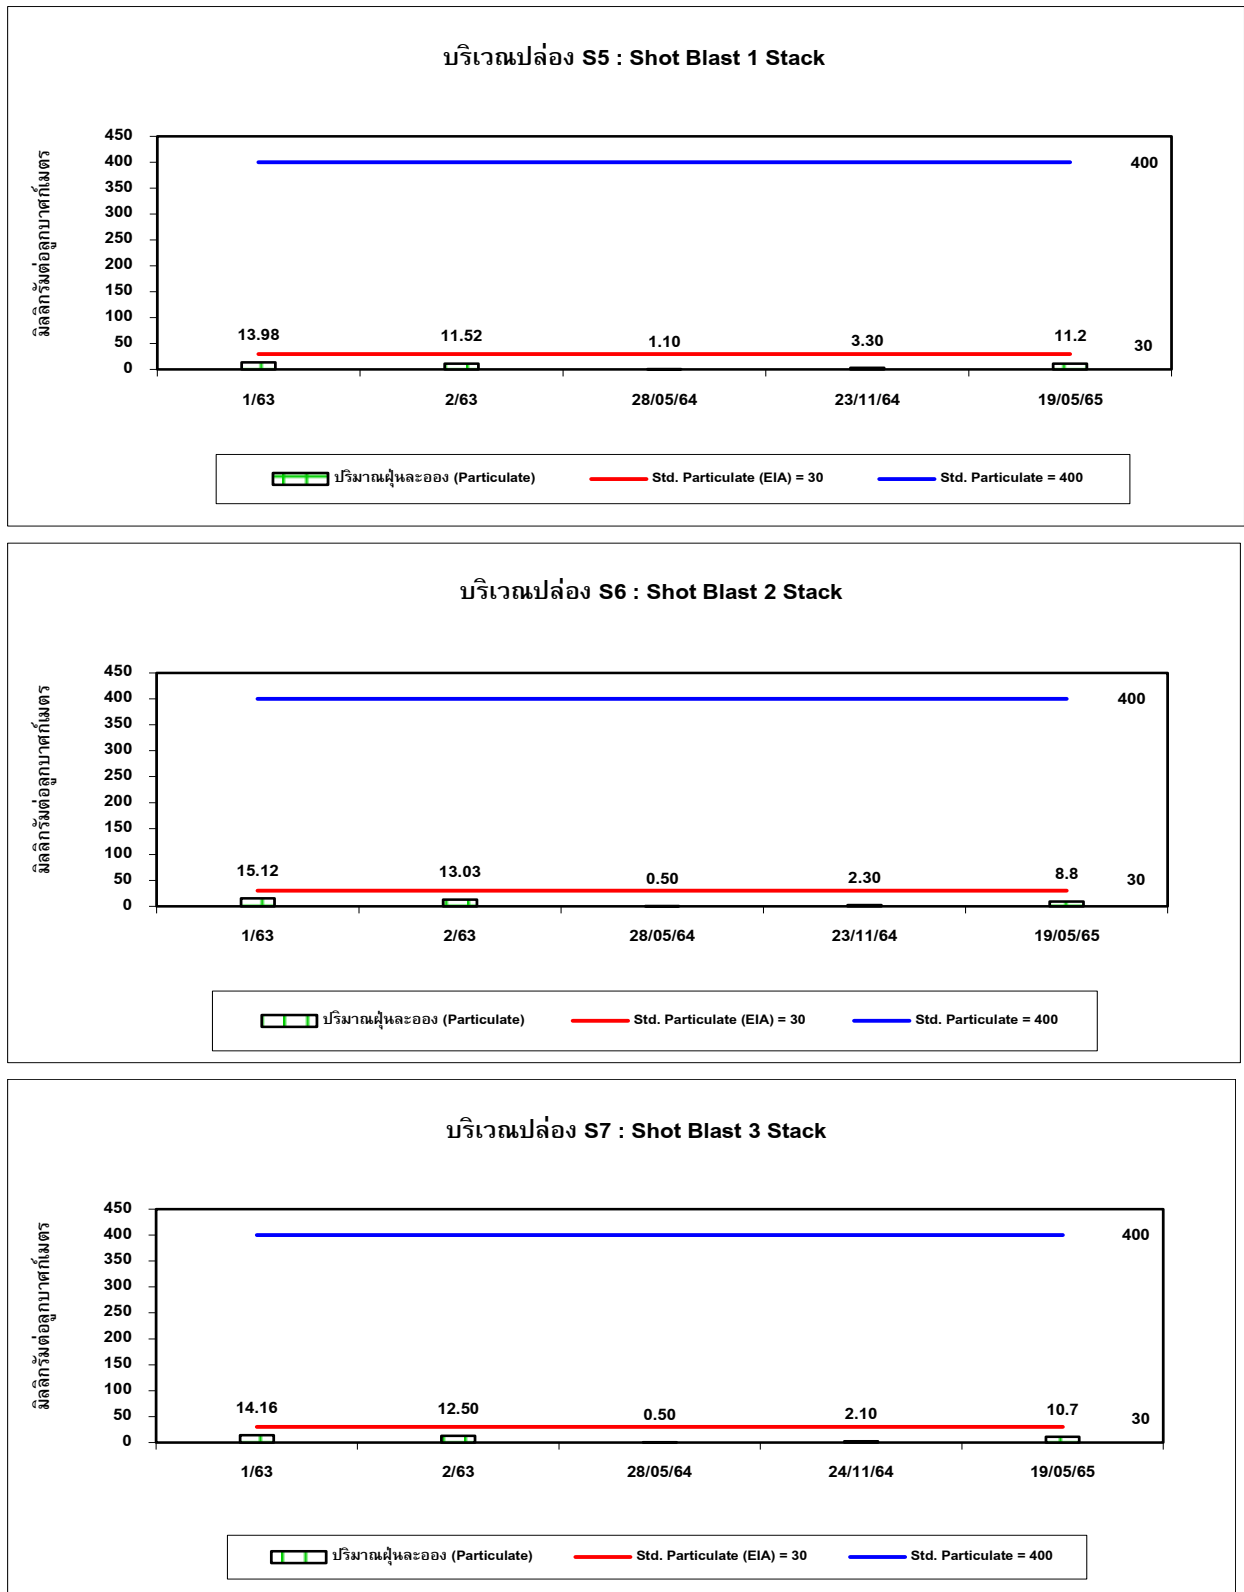 บริเวณปล่อง S5 : Shot Blast 1 Stack
มิลลิกรัมต่อลูกบาศก์เมตร
450
400
350
300
250
200
150
100
50
0
400
13.98 11.52 1.10 3.30 11.2 30
1/63 2/63 28/05/64 23/11/64 19/05/65
ปริมาณฝุ่นละออง (Particulate) Std. Particulate (EIA) = 30 Std. Particulate = 400
บริเวณปล่อง S6 : Shot Blast 2 Stack
มิลลิกรัมต่อลูกบาศก์เมตร
450
400
350
300
250
200
150
100
50
0
400
15.12 13.03 0.50 2.30 8.8 30
1/63 2/63 28/05/64 23/11/64 19/05/65
ปริมาณฝุ่นละออง (Particulate) Std. Particulate (EIA) = 30 Std. Particulate = 400
บริเวณปล่อง S7 : Shot Blast 3 Stack
มิลลิกรัมต่อลูกบาศก์เมตร
450
400
350
300
250
200
150
100
50
0
400
14.16 12.50 0.50 2.10 10.7 30
1/63 2/63 28/05/64 24/11/64 19/05/65
ปริมาณฝุ่นละออง (Particulate) Std. Particulate (EIA) = 30 Std. Particulate = 400